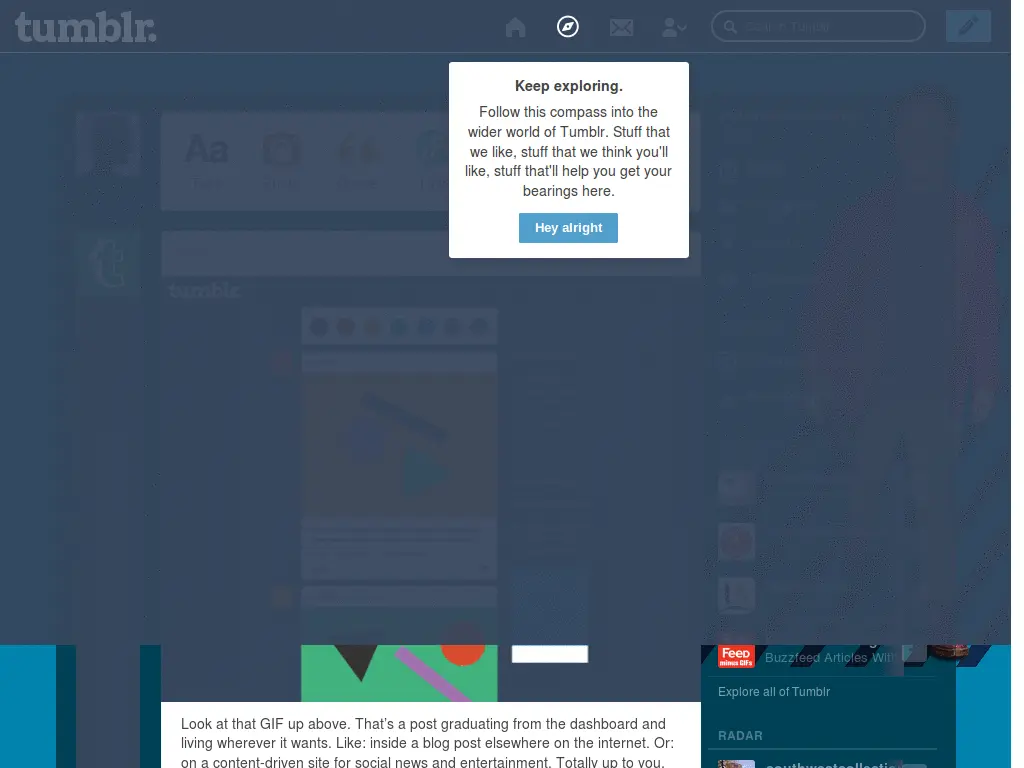 tumblr.
Search Tumblr
Keep exploring.
Follow this compass into the
wider world of Tumblr. Stuff that
we like, stuff that we think you'll
like, stuff that'll help you get your
bearings here.
Hey alright
Aa
tumblr
Feed
minus GIFs
Buzzfeed Articles With
Explore all of Tumblr
Look at that GIF up above. That's a post graduating from the dashboard and
living wherever it wants. Like: inside a blog post elsewhere on the internet. Or:
on a content-driven site for social news and entertainment. Totally up to you.
RADAR